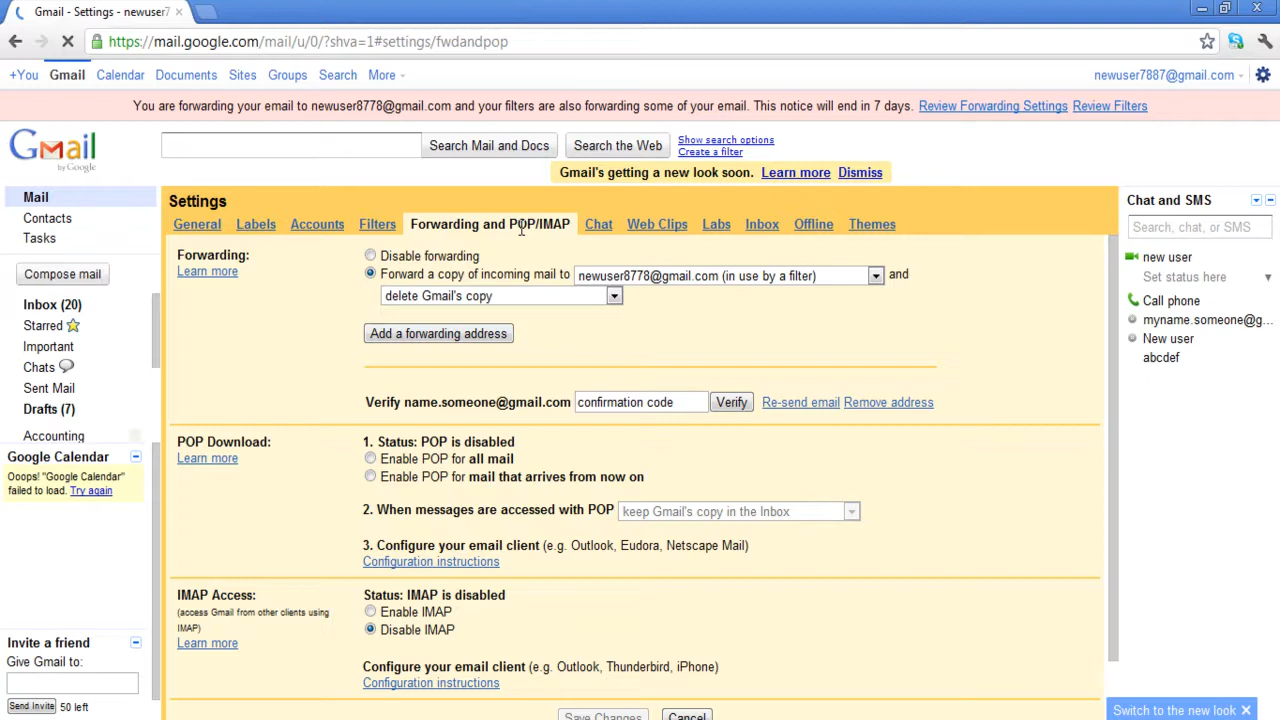 Gmail - Settings - newuser7
https://mail.google.com/mail/u/0/?shva=1#settings/fwdandpop
+You Gmail Calendar Documents Sites Groups Search More newuser7887@gmail.com
You are forwarding your email to newuser8778@gmail.com and your filters are also forwarding some of your email. This notice will end in 7 days. Review Forwarding Settings Review Filters
Gmail by Google
Search Mail and Docs Search the Web Show search options
Create a filter
Gmail's getting a new look soon. Learn more Dismiss
Mail
Contacts
Tasks
Compose mail
Inbox (20)
Starred
Important
Chats
Sent Mail
Drafts (7)
Accounting
Google Calendar
Ooops! "Google Calendar"
failed to load. Try again
Invite a friend
Give Gmail to:
Send Invite 50 left
Settings
General Labels Accounts Filters Forwarding and POP/IMAP Chat Web Clips Labs Inbox Offline Themes
Forwarding:
Learn more
Disable forwarding
Forward a copy of incoming mail to newuser8778@gmail.com (in use by a filter) and
delete Gmail's copy
Add a forwarding address
Verify name.someone@gmail.com confirmation code Verify Re-send email Remove address
POP Download:
Learn more
1. Status: POP is disabled
Enable POP for all mail
Enable POP for mail that arrives from now on
2. When messages are accessed with POP keep Gmail's copy in the Inbox
3. Configure your email client (e.g. Outlook, Eudora, Netscape Mail)
Configuration instructions
IMAP Access:
(access Gmail from other clients using
IMAP)
Learn more
Status: IMAP is disabled
Enable IMAP
Disable IMAP
Configure your email client (e.g. Outlook, Thunderbird, iPhone)
Configuration instructions
Save Changes Cancel
Chat and SMS
Search, chat, or SMS
new user
Set status here
Call phone
myname.someone@g...
New user
abcdef
Switch to the new look